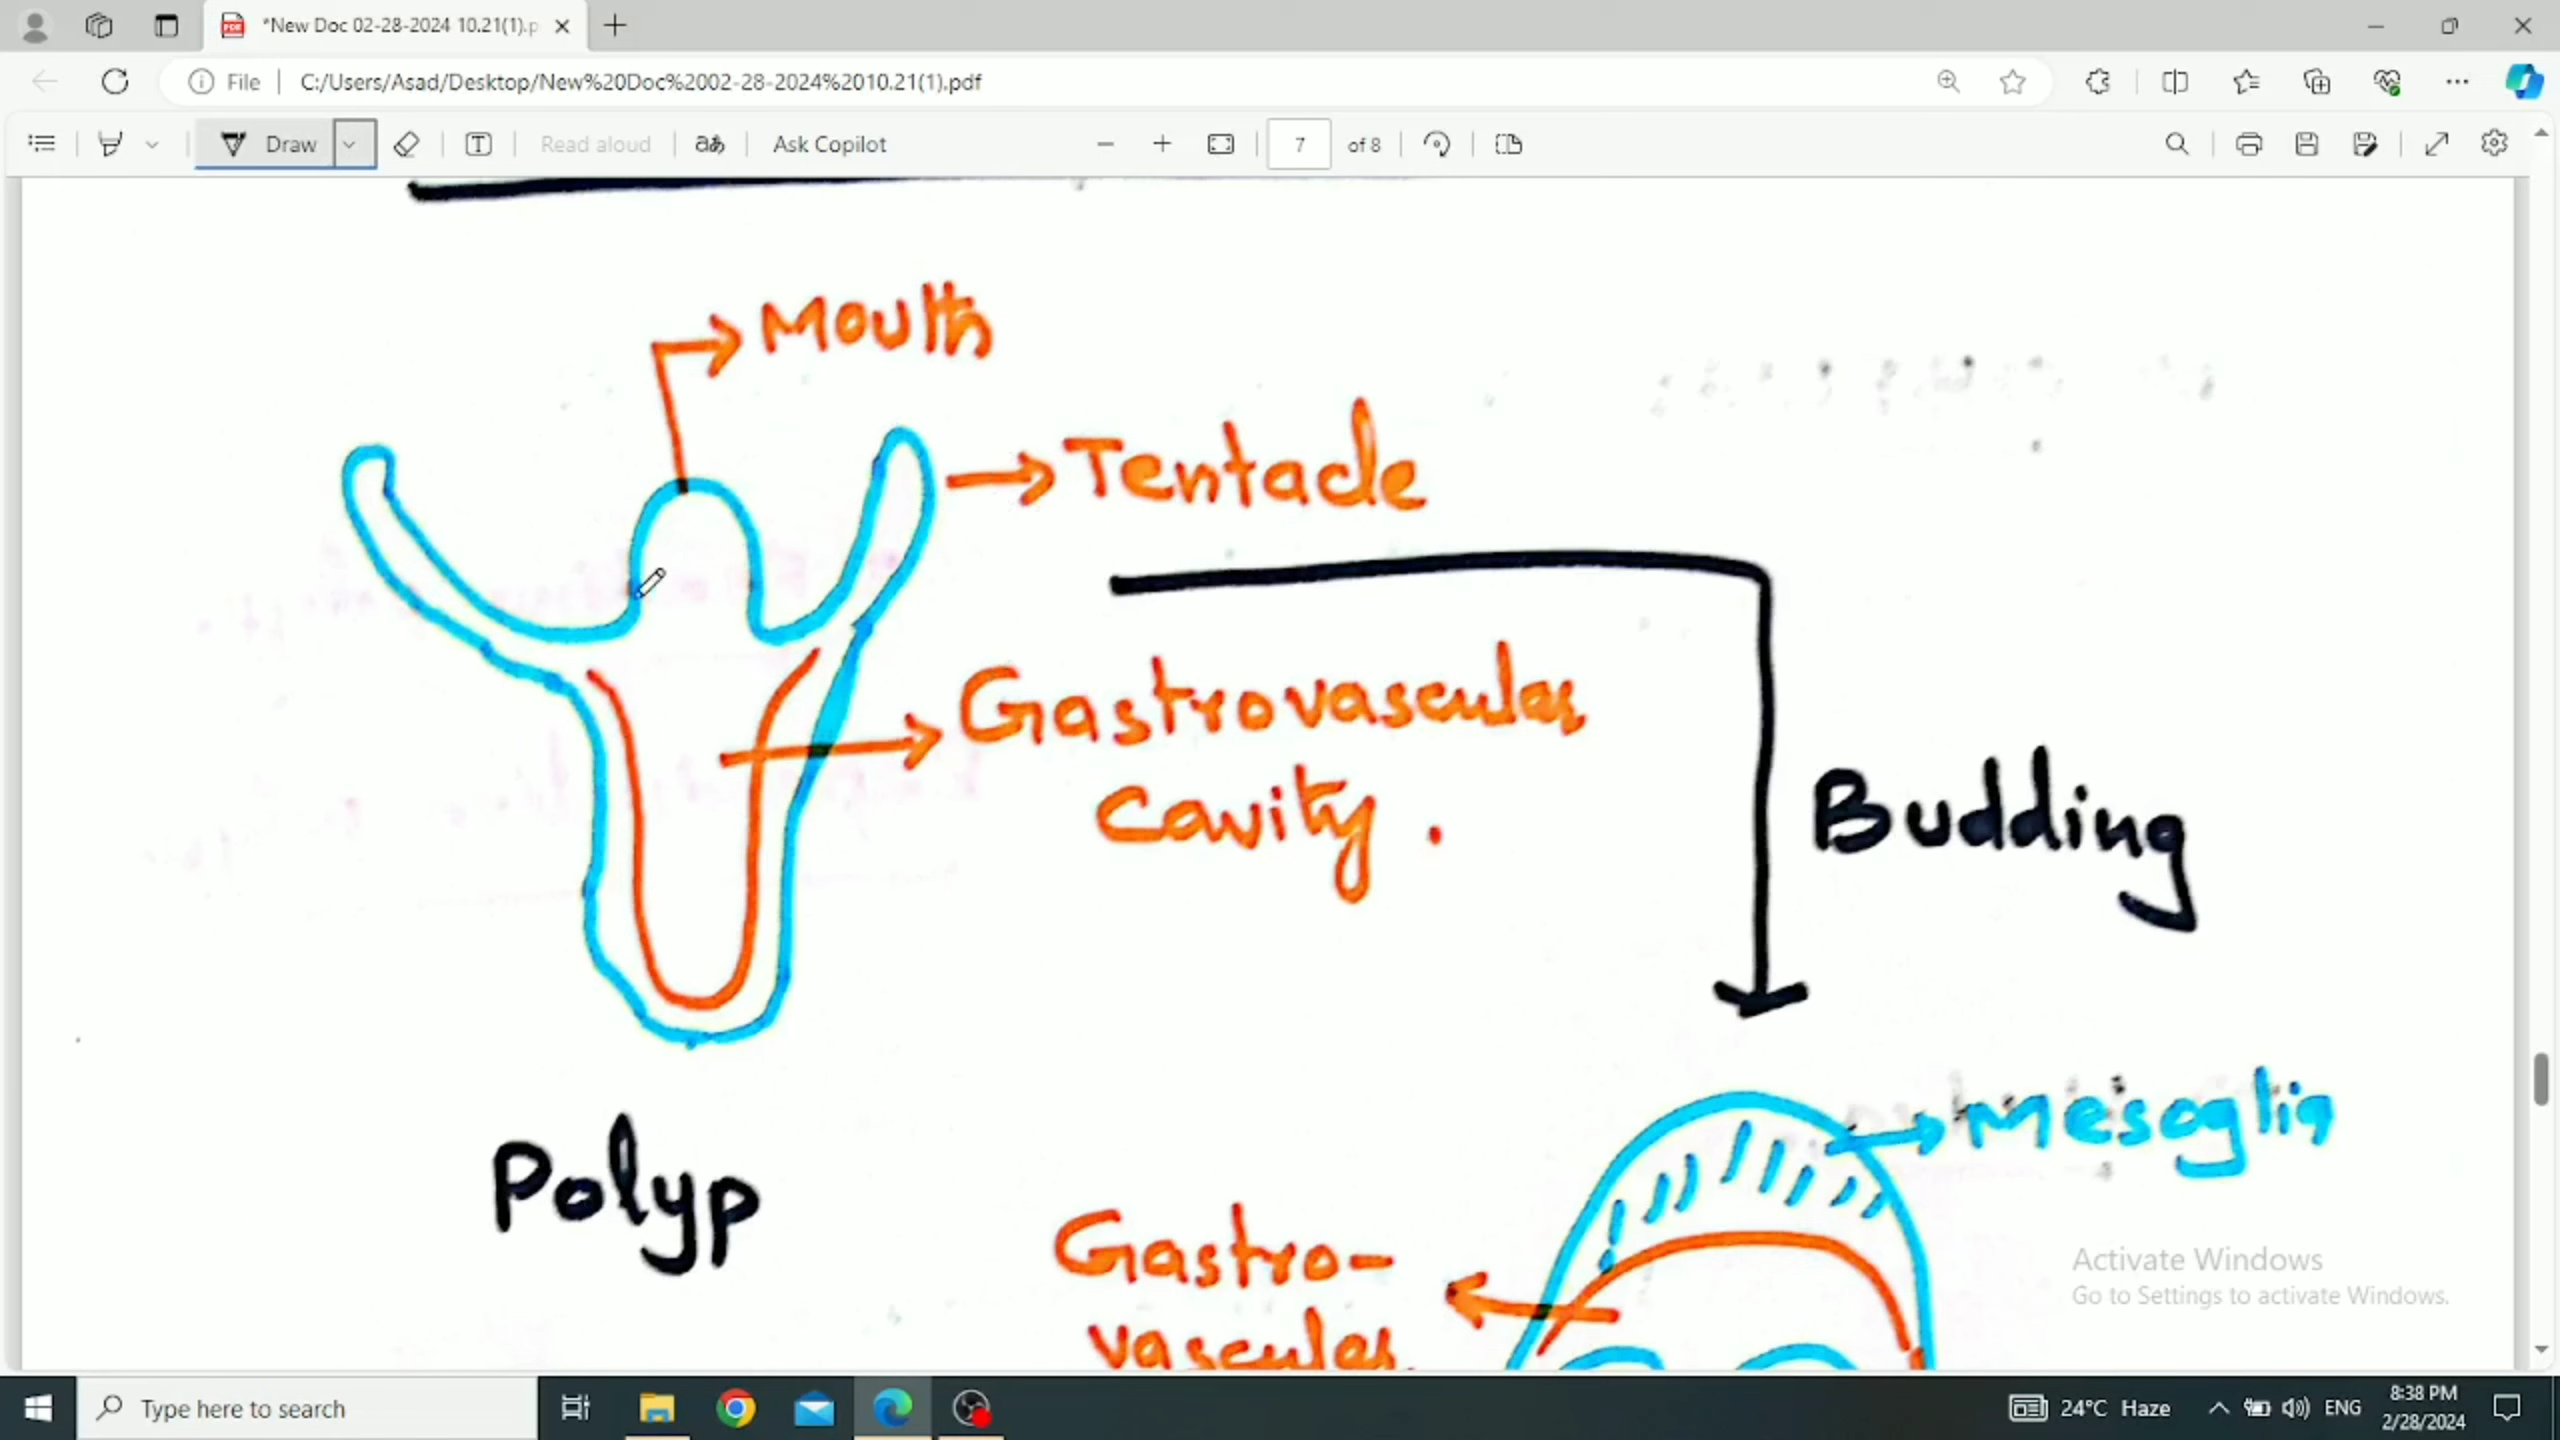 *New Doc 02-28-2024 10.21(1).p
File
C:/Users/Asad/Desktop/New%20Doc%2002-28-2024%2010.21(1).pdf
Draw
Read aloud
aあ
Ask Copilot
7
of 8
Mouth
Tentacle
Gastrovascular
cavity.
Budding
Polyp
Mesoglia
Gastro-
vascular
Activate Windows
Go to Settings to activate Windows.
Type here to search
24°C Haze
ENG
8:38 PM
2/28/2024